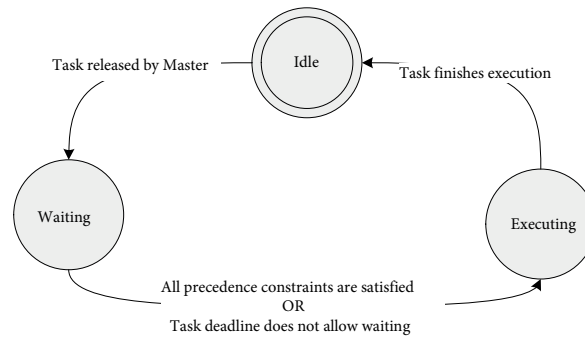 Idle
Task released by Master
Task finishes execution
Waiting
Executing
All precedence constraints are satisfied
OR
Task deadline does not allow waiting